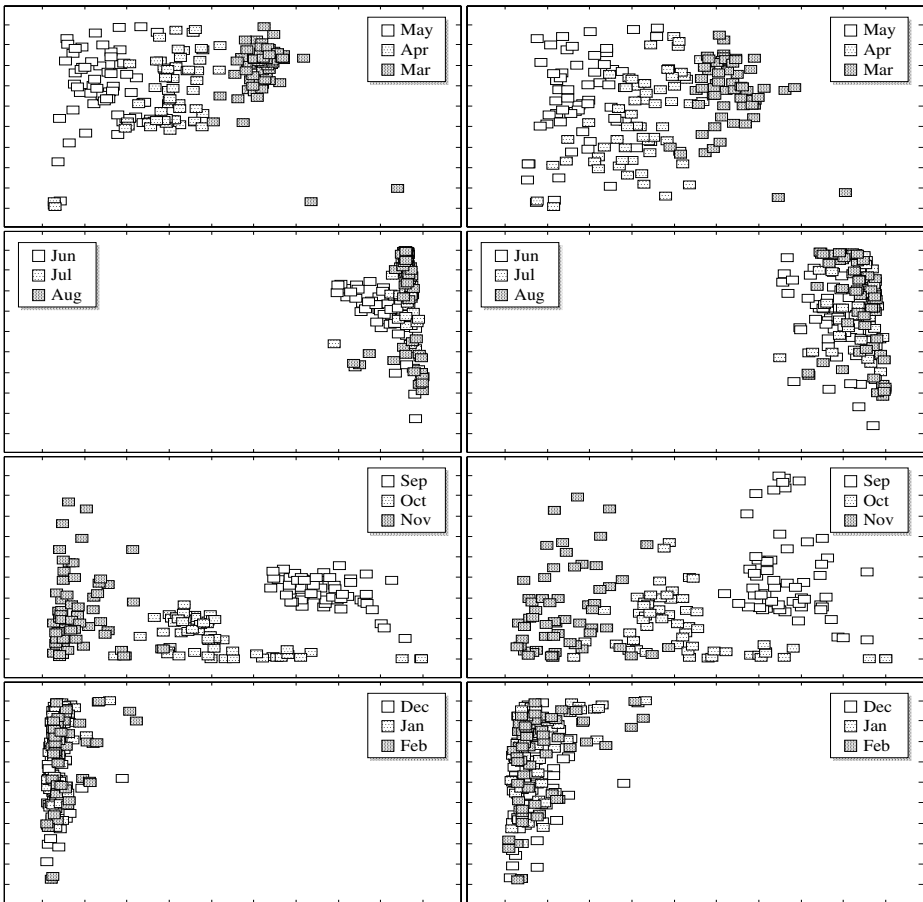 May
Apr
Mar
May
Apr
Mar
Jun
Jul
Aug
Jun
Jul
Aug
Sep
Oct
Nov
Sep
Oct
Nov
Dec
Jan
Feb
Dec
Jan
Feb